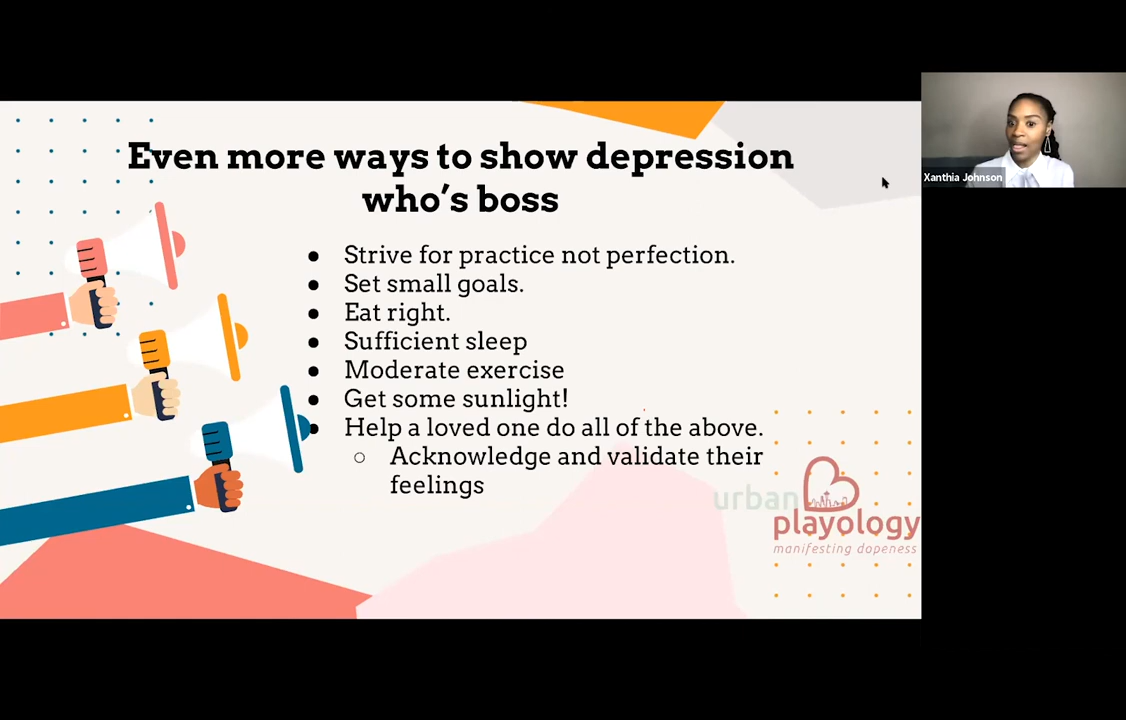 Even more ways to show depression
who's boss
● Strive for practice not perfection.
● Set small goals.
● Eat right.
● Sufficient sleep
● Moderate exercise
● Get some sunlight!
● Help a loved one do all of the above.
○ Acknowledge and validate their
feelings
urban
playology
manifesting dopeness
Xanthia Johnson